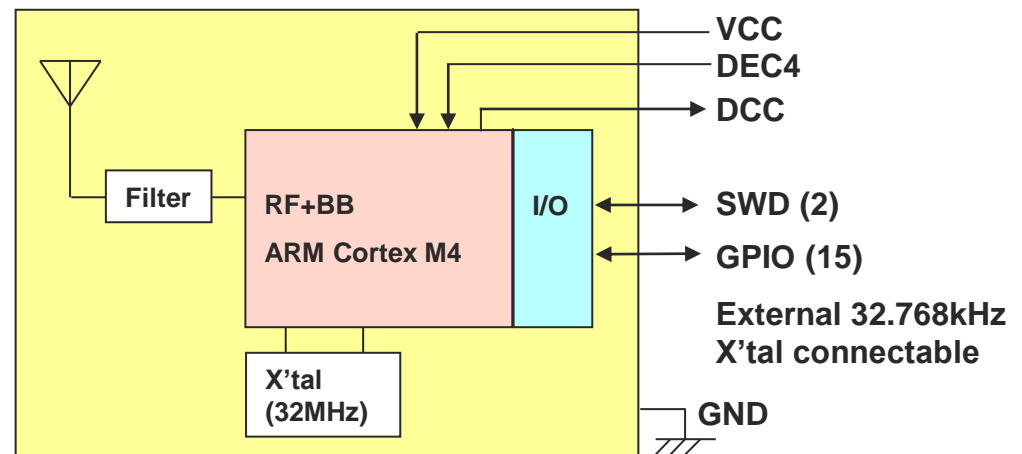 VCC
DEC4
DCC
Filter
RF+BB
ARM Cortex M4
I/O
SWD (2)
GPIO (15)
External 32.768kHz
X’tal connectable
X’tal
(32MHz)
GND